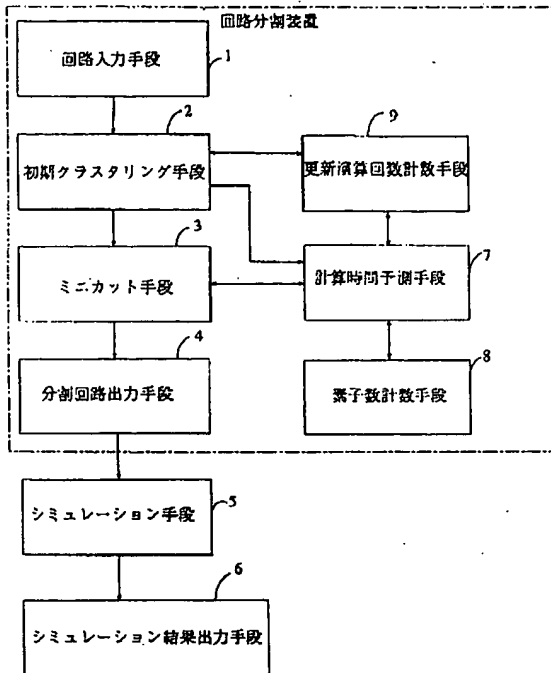 回路分割装置
回路入力手段
1
初期クラスタリング手段
2
更新演算回数計数手段
9
ミニカット手段
3
計算時間予測手段
7
分割回路出力手段
4
素子数計数手段
8
シミュレーション手段
5
シミュレーション結果出力手段
6